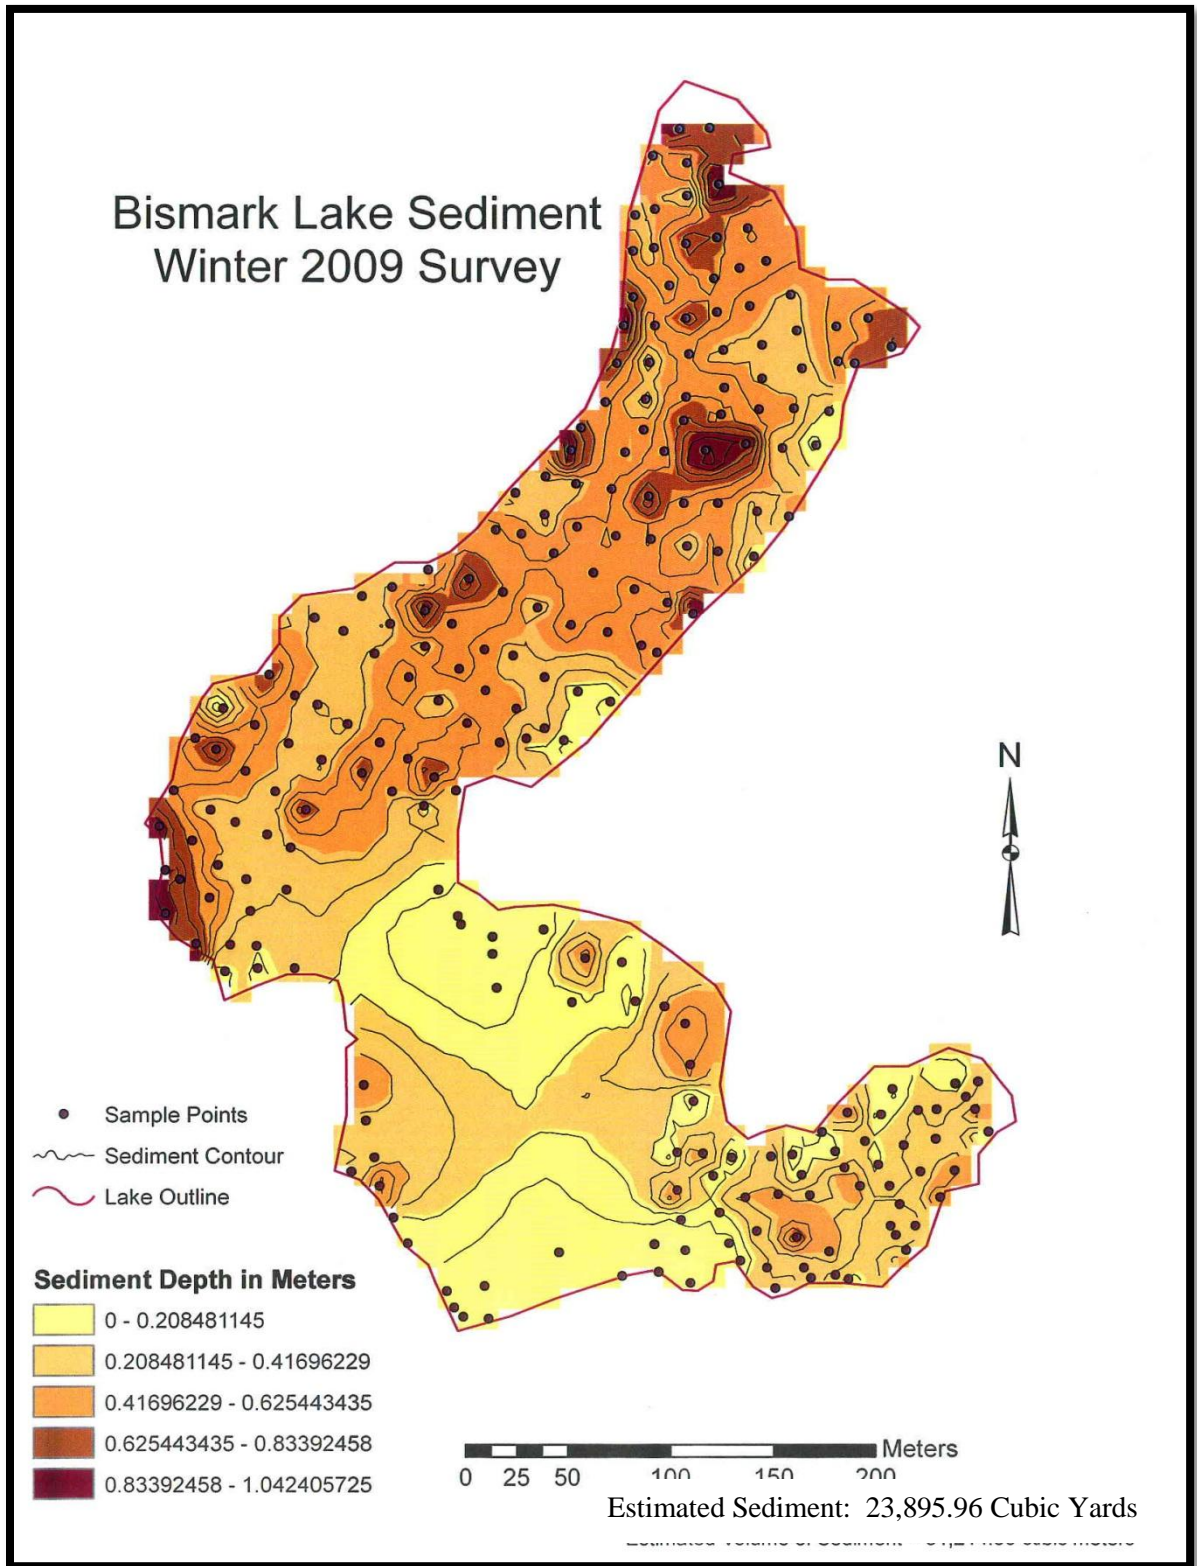 Bismark Lake Sediment
Winter 2009 Survey
N
Sample Points
Sediment Contour
Lake Outline
Sediment Depth in Meters
0 - 0.208481145
0.208481145 - 0.41696229
0.41696229 - 0.625443435
0.625443435 - 0.83392458
0.83392458 - 1.042405725
Meters
0 25 50 100 150 200
Estimated Sediment: 23,895.96 Cubic Yards